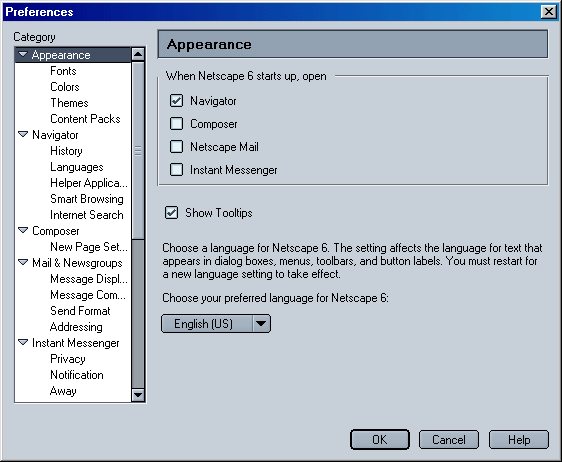 Preferences
Category
Appearance
Fonts
Colors
Themes
Content Packs
Navigator
History
Languages
Helper Applica...
Smart Browsing
Internet Search
Composer
New Page Set...
Mail & Newsgroups
Message Displ...
Message Com...
Send Format
Addressing
Instant Messenger
Privacy
Notification
Away
Appearance
When Netscape 6 starts up, open
Navigator
Composer
Netscape Mail
Instant Messenger
Show Tooltips
Choose a language for Netscape 6. The setting affects the language for text that
appears in dialog boxes, menus, toolbars, and button labels. You must restart for
a new language setting to take effect.
Choose your preferred language for Netscape 6:
English (US)
OK
Cancel
Help